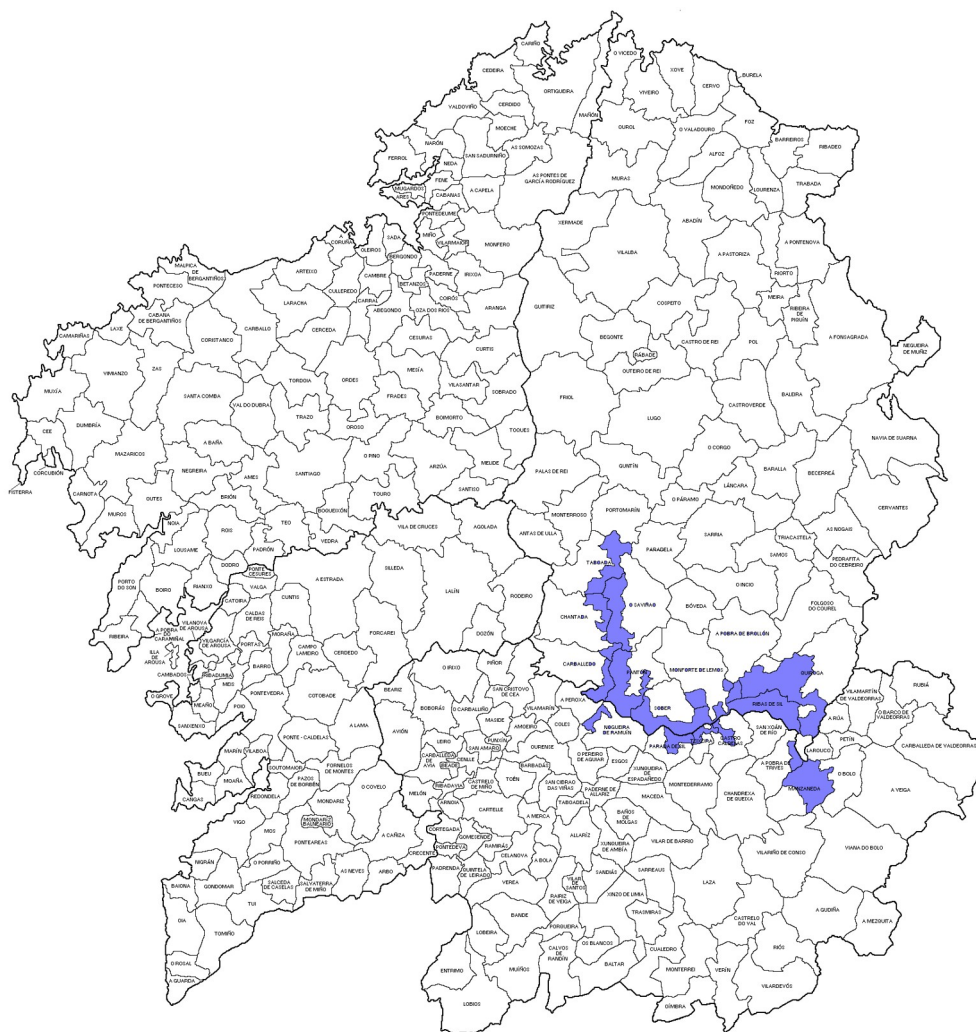 CARIÑO
O VICEDO
CEDEIRA
XOVE
BURELA
ORTIGUEIRA
VIVEIRO
CERVO
VALDOVIÑO
CERDIDO
MAÑÓN
FOZ
MOECHE
OUROL
O VALADOURO
BARREIROS
NARÓN
AS SOMOZAS
RIBADEO
FERROL
NEDA
SAN SADURNIÑO
ALFOZ
FENE
AS PONTES DE
GARCÍA RODRÍGUEZ
MURAS
TRABADA
MUGARDOS
ARES
CABANAS
A CAPELA
MONDOÑEDO
LOURENZA
PONTEDEUME
XERMADE
ABADÍN
MIÑO
VILARMAIOR
MONFERO
A
CORUÑA
SADA
OLEIROS
BERGONDO
VILALBA
A PASTORIZA
A PONTENOVA
MALPICA
DE
BERGANTIÑOS
ARTEIXO
CAMBRE
PADERNE
IRIXOA
RIOTORTO
PONTECESO
CULLEREDO
BETANZOS
COIRÓS
MEIRA
CABANA
DE BERGANTIÑOS
LARACHA
CARRAL
ABEGONDO
OZA DOS RIOS
ARANGA
GUITIRIZ
COSPEITO
RIBEIRA
DE
PIQUÍN
LAXE
CAMARIÑAS
CORISTANCO
CARBALLO
CERCEDA
CESURAS
BEGONTE
CASTRO DE REI
POL
A FONSAGRADA
NEGUEIRA
DE MUÑIZ
CURTIS
RÁBADE
OUTEIRO DE REI
VIMIANZO
ZAS
MESÍA
MUXÍA
TORDOIA
ORDES
VILASANTAR
SANTA COMBA
VAL DO DUBRA
FRADES
SOBRADO
FRIOL
CASTROVERDE
BALEIRA
TRAZO
OROSO
BOIMORTO
LUGO
CEE
DUMBRÍA
TOQUES
A BAÑA
O CORGO
NAVIA DE SUARNA
CORCUBIÓN
MAZARICOS
O PINO
ARZÚA
MELIDE
GUNTÍN
BARALLA
BECERREÁ
FISTERRA
NEGREIRA
AMES
SANTIAGO
PALAS DE REI
LÁNCARA
CARNOTA
OUTES
BRIÓN
TOURO
SANTISO
O PÁRAMO
CERVANTES
MUROS
BOQUEIXÓN
MONTERROSO
PORTOMARÍN
NOIA
ROIS
TEO
VEDRA
VILA DE CRUCES
AGOLADA
ANTAS DE ULLA
SARRIA
AS NOGAIS
TRIACASTELA
LOUSAME
PADRÓN
PARADELA
SAMOS
PEDRAFITA
DO CEBREIRO
DODRO
PONTE
CESURES
SILLEDA
TABOADA
PORTO
DO SON
BOIRO
RIANXO
VALGA
A ESTRADA
LALÍN
RODEIRO
O INCIO
FOLGOSO
DO COUREL
CATOIRA
CUNTIS
O SAVIÑAO
BÓVEDA
RIBEIRA
A POBRA
DO
CARAMIÑAL
VILANOVA
DE AROUSA
CALDAS
DE REIS
CHANTADA
ILLA
DE AROUSA
VILGARCÍA
DE AROUSA
PORTAS
MORAÑA
FORCAREI
DOZÓN
A POBRA DE BROLLÓN
CAMBADOS
RIBADUMIA
CAMPO
LAMEIRO
CERDEDO
MEIS
BARRO
O IRIXO
PIÑOR
CARBALLEDO
PANTÓN
MONFORTE DE LEMOS
QUIROGA
RUBIÁ
O GROVE
MEAÑO
PONTEVEDRA
COTOBADE
BEARIZ
SAN CRISTOVO
DE CEA
VILAMARTÍN
DE VALDEORRAS
SANXENXO
POIO
BOBORÁS
O CARBALLIÑO
VILAMARÍN
A PEROXA
SOBER
RIBAS DE SIL
O BARCO DE
VALDEORRAS
A LAMA
MASIDE
AMOEIRO
COLES
NOGUEIRA
DE RAMUÍN
A RÚA
AVIÓN
PUNXÍN
SAN XOÁN
DE RÍO
PETÍN
MARÍN
VILABOA
PONTE - CALDELAS
LEIRO
SAN AMARO
OURENSE
TEIXEIRA
CASTRO
CALDELAS
CARBALLEDA DE VALDEORRAS
SOUTOMAIOR
FORNELOS
DE MONTES
CARBALLEDA
DE AVIA
CENLLE
O PEREIRO
DE AGUIAR
ESGOS
PARADA DE SIL
LAROUCO
BUEU
MOAÑA
PAZOS
DE BORBÉN
BEADE
BARBADÁS
XUNQUEIRA
DE
ESPADAÑEDO
A POBRA DE
TRIVES
O BOLO
CANGAS
REDONDELA
O COVELO
MELÓN
RIBADAVIA
CASTRELO
DE MIÑO
TOÉN
SAN CIBRAO
DAS VIÑAS
PADERNE DE
ALLARIZ
MACEDA
MONTEDERRAMO
CHANDREXA
DE QUEIXA
MANZANEDA
A VEIGA
MONDARIZ
ARNOIA
CARTELLE
TABOADELA
VIGO
MONDARIZ
BALNEARIO
A MERCA
BAÑOS
DE
MOLGAS
MOS
PONTEAREAS
A CAÑIZA
CORTEGADA
GOMESENDE
ALLARÍZ
VILAR DE BARRIO
VIANA DO BOLO
PONTEDEVA
RAMIRÁS
XUNQUEIRA
DE AMBÍA
NIGRÁN
O PORRIÑO
CRECENTE
CELANOVA
A BOLA
VILARIÑO DE CONSO
AS NEVES
ARBO
PADRENDA
QUINTELA
DE LEIRADO
SANDIÁS
SARREAUS
BAIONA
GONDOMAR
SALCEDA
DE CASELAS
SALVATERRA
DE MIÑO
VEREA
VILAR
DE
SANTOS
LAZA
TUI
RAIRIZ
DE VEIGA
XINZO DE LIMIA
OIA
TOMIÑO
BANDE
TRASMIRAS
CASTRELO
DO VAL
A GUDIÑA
A MEZQUITA
LOBEIRA
PORQUEIRA
O ROSAL
CALVOS
DE
RANDÍN
OS BLANCOS
CUALEDRO
RIÓS
A GUARDA
ENTRIMO
MUIÑOS
BALTAR
MONTERREI
VERÍN
VILARDEVÓS
LOBIOS
OÍMBRA